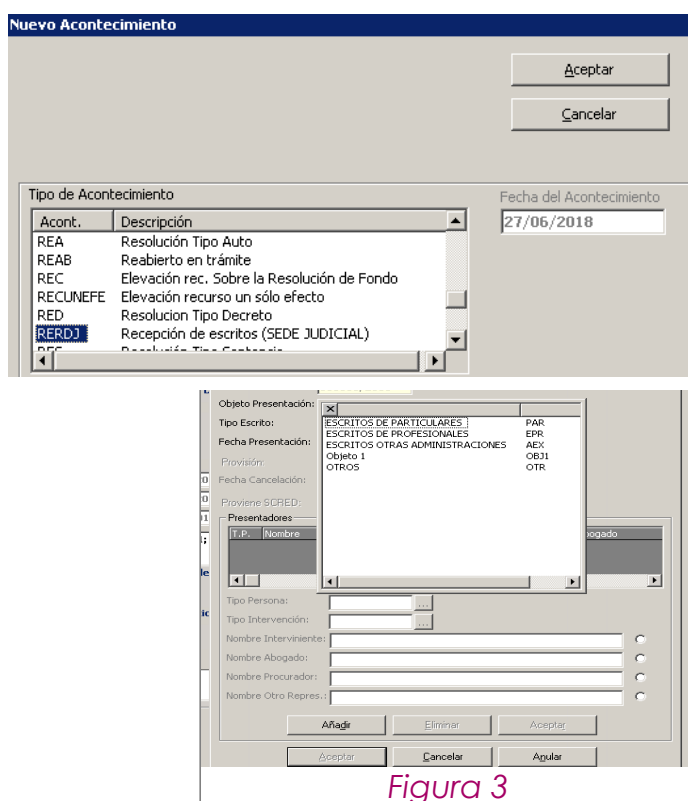 Nuevo Acontecimiento
Aceptar
Cancelar
Tipo de Acontecimiento
Fecha del Acontecimiento
27/06/2018
Acont. Descripción
REA Resolución Tipo Auto
REAB Reabierto en trámite
REC Elevación rec. Sobre la Resolución de Fondo
RECUNEFE Elevación recurso un sólo efecto
RED Resolucion Tipo Decreto
RERDJ Recepción de escritos (SEDE JUDICIAL)
Objeto Presentación:
Tipo Escrito:
Fecha Presentación:
Provisión:
Fecha Cancelación:
Proviene SCRED:
ESCRITOS DE PARTICULARES PAR
ESCRITOS DE PROFESIONALES EPR
ESCRITOS OTRAS ADMINISTRACIONES AEX
Objeto 1 OBJ1
OTROS OTR
Presentadores
T.P. Nombre bogado
Tipo Persona: ...
Tipo Intervención: ...
Nombre Interviniente:
Nombre Abogado:
Nombre Procurador:
Nombre Otro Repres.:
Añadir Eliminar Aceptar
Aceptar Cancelar Anular
Figura 3